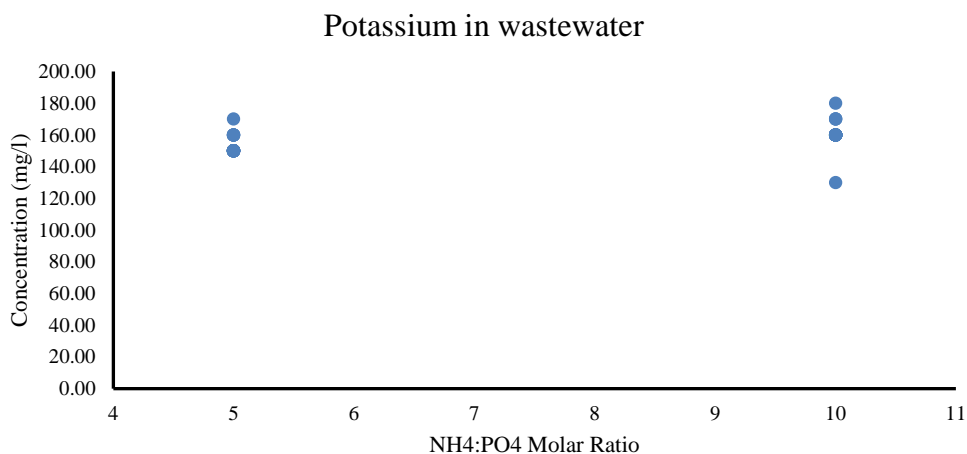 Potassium in wastewater
200.00
180.00
160.00
140.00
120.00
100.00
80.00
60.00
40.00
20.00
0.00
Concentration (mg/l)
4 5 6 7 8 9 10 11
NH4:PO4 Molar Ratio